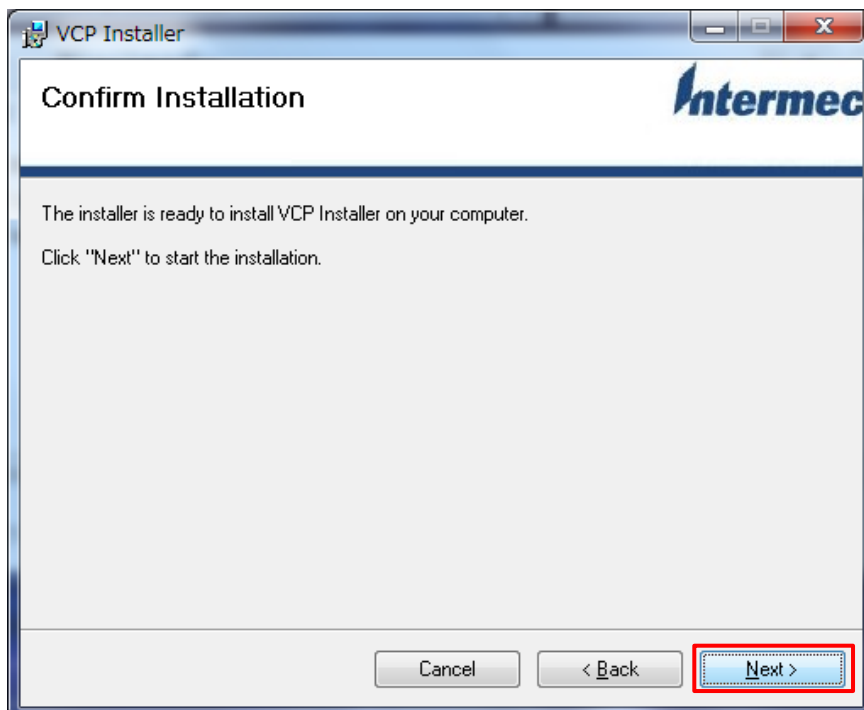 VCP Installer
Confirm Installation
Intermec
The installer is ready to install VCP Installer on your computer.
Click "Next" to start the installation.
Cancel
< Back
Next >